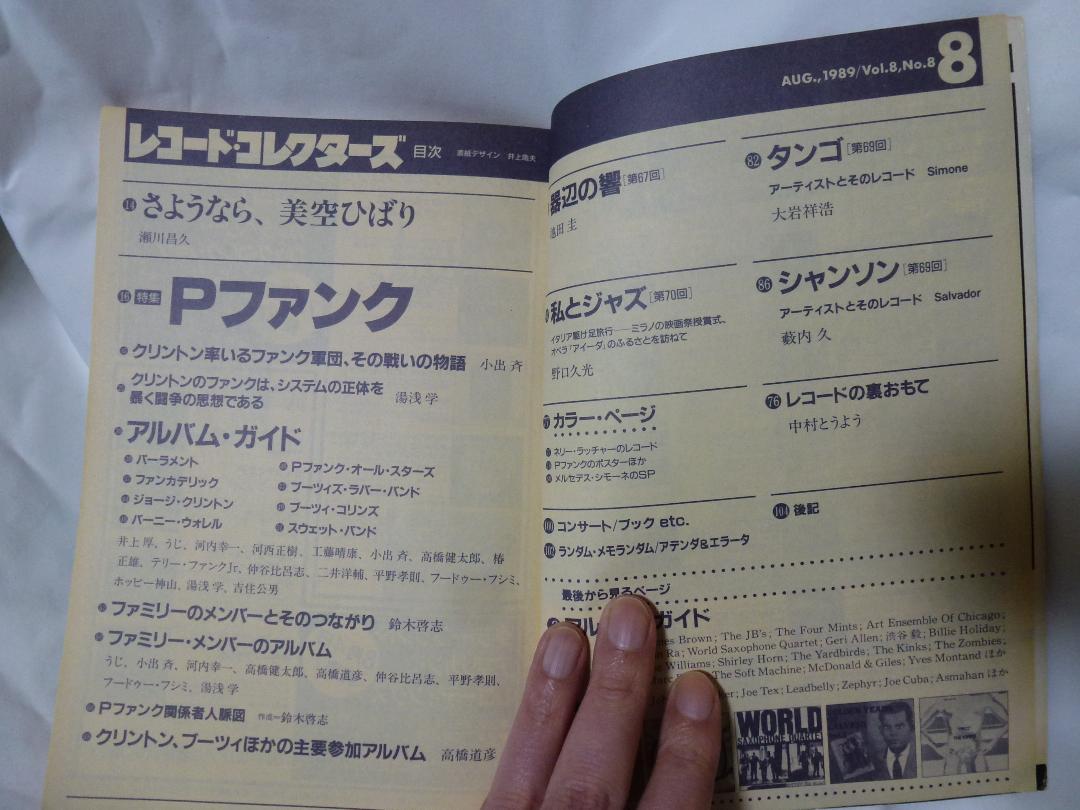 レコード・コレクターズ 目次 表紙デザイン 井上亀夫
⑭さようなら、美空ひばり
瀬川昌久
特集 Pファンク
クリントン率いるファンク軍団、その戦いの物語 小出 斉
クリントンのファンクは、システムの正体を
暴く闘争の思想である 湯浅 学
アルバム・ガイド
パーラメント
ファンカデリック
ジョージ・クリントン
バーニー・ウォレル
Pファンク・オール・スターズ
ブーツィズ・ラバー・バンド
ブーツィ・コリンズ
スウェット・バンド
井上 厚、うじ、河内幸一、河西正樹、工藤晴康、小出 斉、高橋健太郎、椿
正雄、テリー・ファンクJr、仲谷比呂志、二井洋輔、平野孝則、フードゥー・フシミ、
ホッピー神山、湯浅 学、吉住公男
ファミリーのメンバーとそのつながり 鈴木啓志
ファミリー・メンバーのアルバム
うじ、小出 斉、河内幸一、高橋健太郎、高橋道彦、仲谷比呂志、平野孝則、
フードゥー・フシミ、湯浅 学
Pファンク関係者人脈図 作成=鈴木啓志
クリントン、ブーツィほかの主要参加アルバム 高橋道彦
AUG.,1989/Vol.8,No.8 8
器辺の響[第67回]
池田 圭
私とジャズ[第70回]
イタリア駆け足旅行──ミラノの映画祭授賞式、
オペラ「アイーダ」のふるさとを訪ねて
野口久光
カラー・ページ
ネリー・ラッチャーのレコード
Pファンクのポスターほか
メルセデス・シモーネのSP
コンサート/ブック etc.
102 ランダム・メモランダム/アデンダ&エラータ
82 タンゴ[第69回]
アーティストとそのレコード Simone
大岩祥浩
86 シャンソン[第69回]
アーティストとそのレコード Salvador
藪内 久
76 レコードの裏おもて
中村とうよう
104 後記
最後から見るページ
アル ガイド
mes Brown; The JB's; The Four Mints; Art Ensemble Of Chicago;
n Ra; World Saxophone Quartet; Geri Allen; 渋谷 毅; Billie Holiday;
Williams; Shirley Horn; The Yardbirds; The Kinks; The Zombies;
The Soft Machine; McDonald & Giles; Yves Montand ほか
ker; Joe Tex; Leadbelly; Zephyr; Joe Cuba; Asmahan ほか
WORLD
SAXOPHONE QUARTET